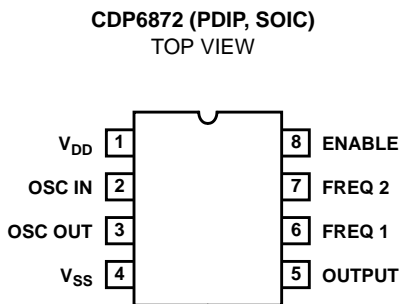 CDP6872 (PDIP, SOIC)
TOP VIEW
VDD 1 8 ENABLE
OSC IN 2 7 FREQ 2
OSC OUT 3 6 FREQ 1
VSS 4 5 OUTPUT